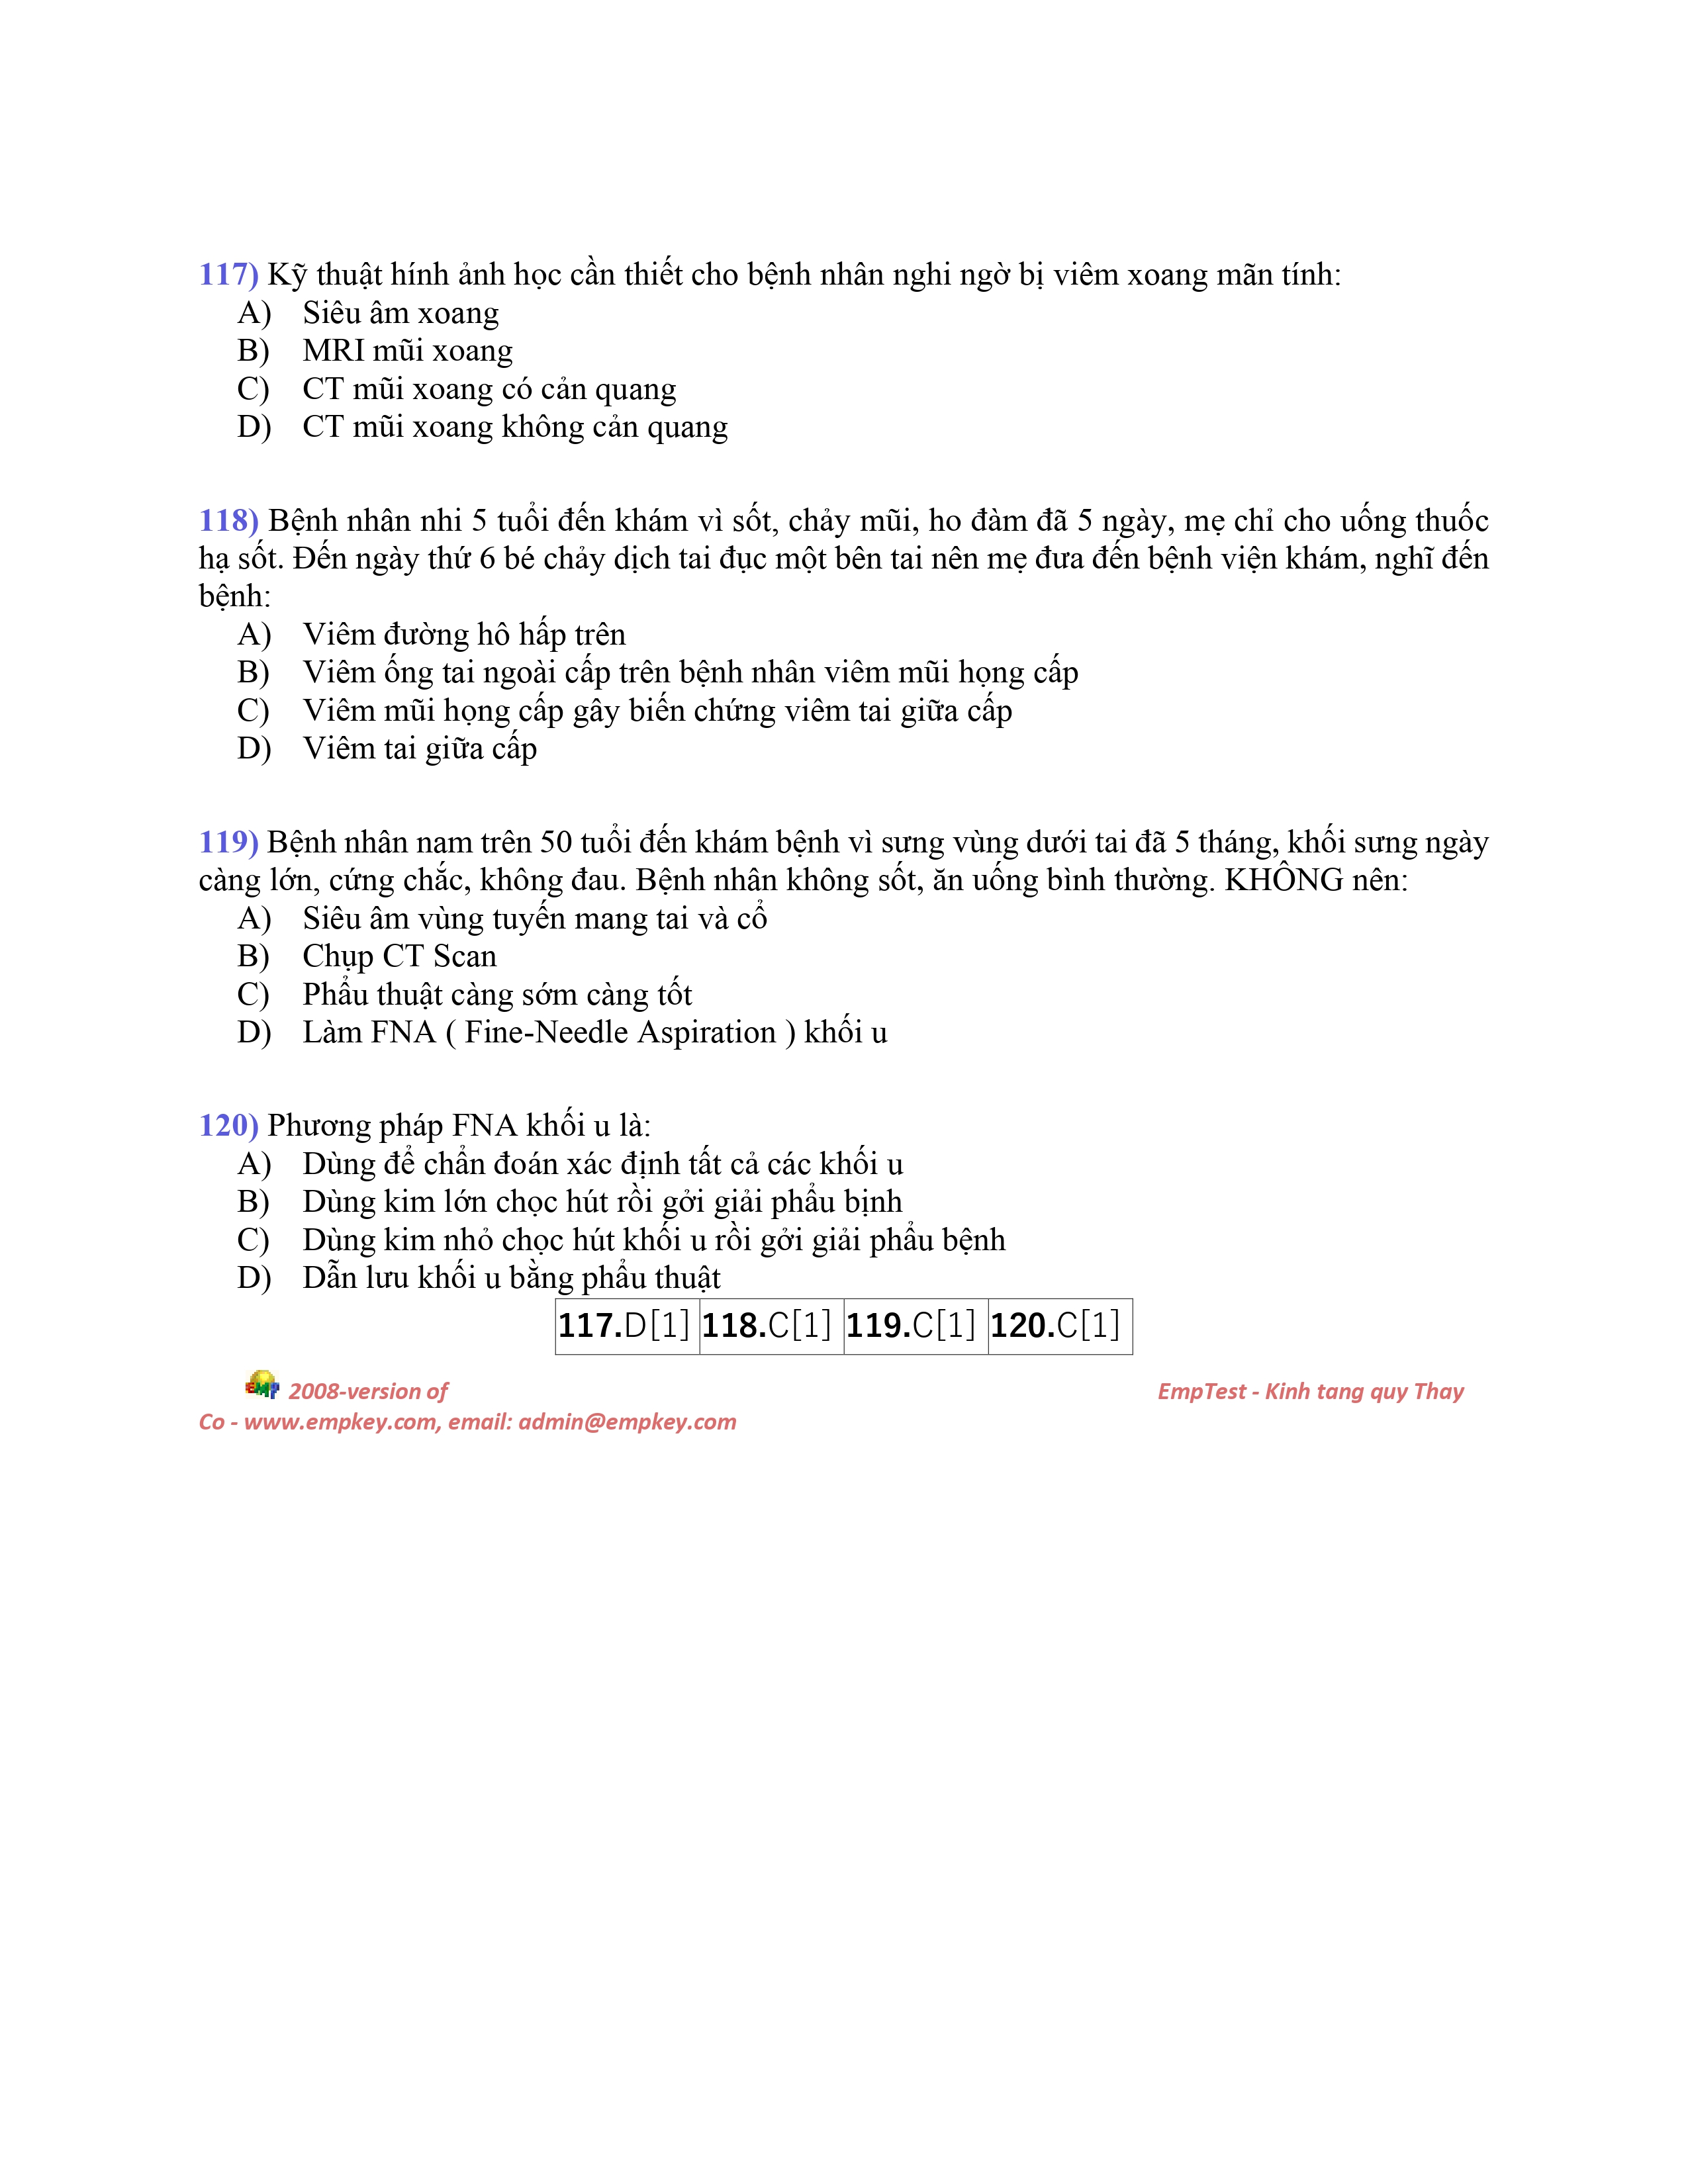 117) Kỹ thuật hính ảnh học cần thiết cho bệnh nhân nghi ngờ bị viêm xoang mãn tính:
A) Siêu âm xoang
B) MRI mũi xoang
C) CT mũi xoang có cản quang
D) CT mũi xoang không cản quang
118) Bệnh nhân nhi 5 tuổi đến khám vì sốt, chảy mũi, ho đàm đã 5 ngày, mẹ chỉ cho uống thuốc
hạ sốt. Đến ngày thứ 6 bé chảy dịch tai đục một bên tai nên mẹ đưa đến bệnh viện khám, nghĩ đến
bệnh:
A) Viêm đường hô hấp trên
B) Viêm ống tai ngoài cấp trên bệnh nhân viêm mũi họng cấp
C) Viêm mũi họng cấp gây biến chứng viêm tai giữa cấp
D) Viêm tai giữa cấp
119) Bệnh nhân nam trên 50 tuổi đến khám bệnh vì sưng vùng dưới tai đã 5 tháng, khối sưng ngày
càng lớn, cứng chắc, không đau. Bệnh nhân không sốt, ăn uống bình thường. KHÔNG nên:
A) Siêu âm vùng tuyến mang tai và cổ
B) Chụp CT Scan
C) Phẩu thuật càng sớm càng tốt
D) Làm FNA ( Fine-Needle Aspiration ) khối u
120) Phương pháp FNA khối u là:
A) Dùng để chẩn đoán xác định tất cả các khối u
B) Dùng kim lớn chọc hút rồi gởi giải phẩu bịnh
C) Dùng kim nhỏ chọc hút khối u rồi gởi giải phẩu bệnh
D) Dẫn lưu khối u bằng phẩu thuật
117.D[1] 118.C[1] 119.C[1] 120.C[1]
EMP 2008-version of EmpTest - Kinh tang quy Thay
Co - www.empkey.com, email: admin@empkey.com